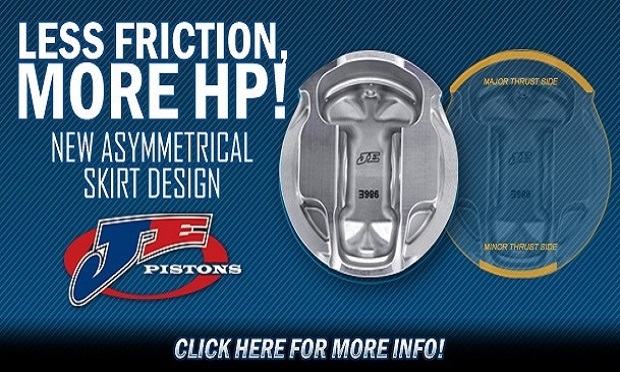 LESS FRICTION,
MORE HP!
NEW ASYMMETRICAL
SKIRT DESIGN
JE
PISTONS
JE
986E
MAJOR THRUST SIDE
MINOR THRUST SIDE
CLICK HERE FOR MORE INFO!